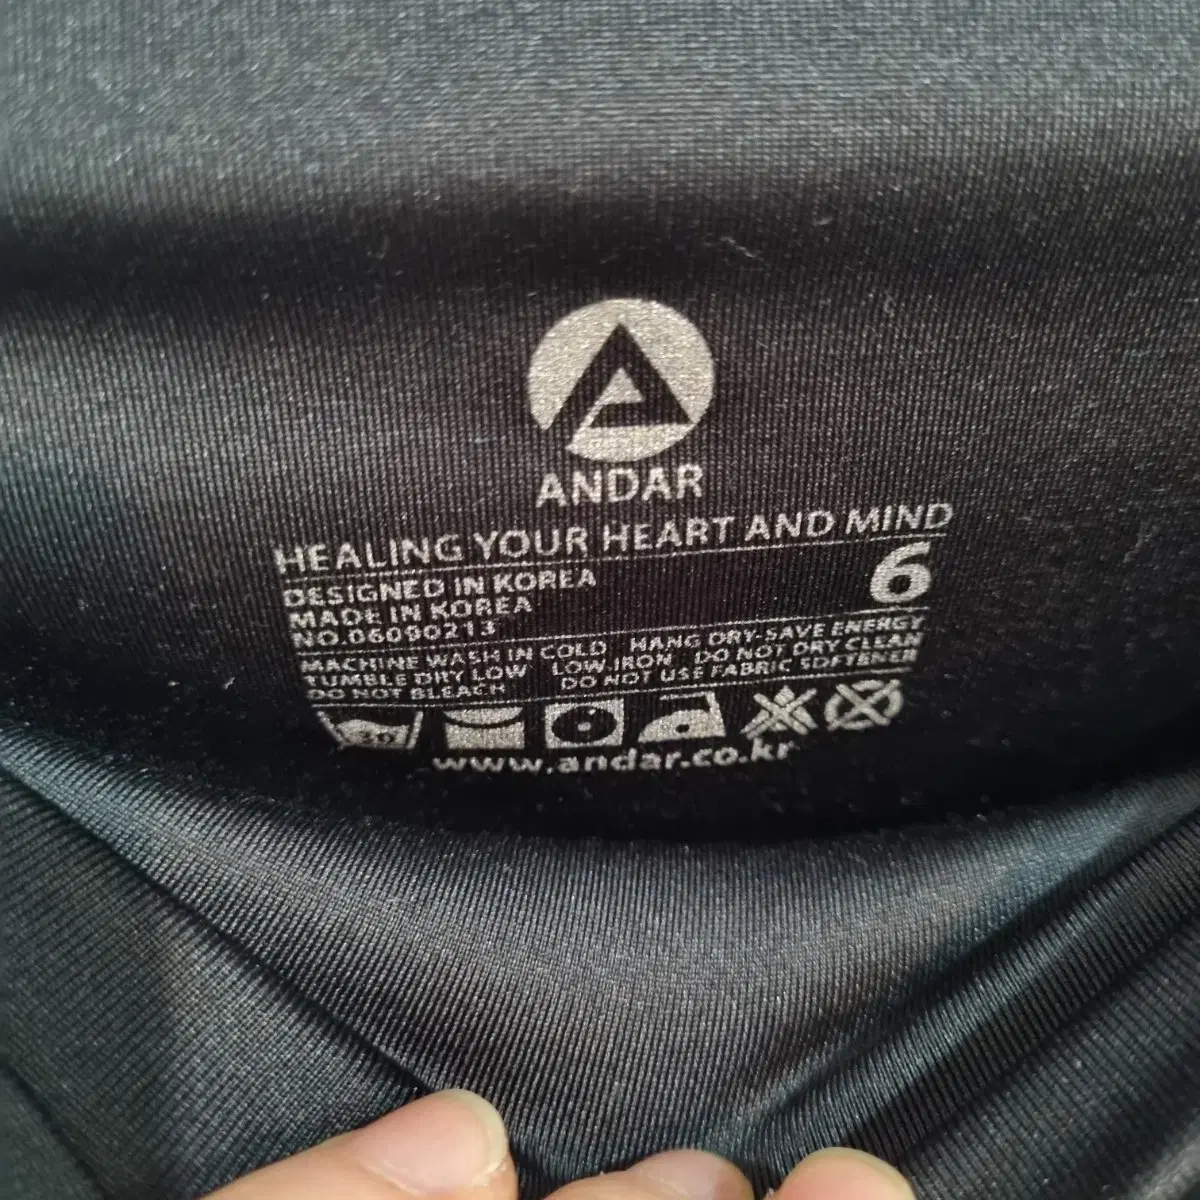 ANDAR
HEALING YOUR HEART AND MIND
DESIGNED IN KOREA
MADE IN KOREA
NO.06090213
6
MACHINE WASH IN COLD HANG DRY-SAVE ENERGY
TUMBLE DRY LOW LOW.IRON DO NOT DRY CLEAN
DO NOT BLEACH DO NOT USE FABRIC SOFTENER
30
www.andar.co.kr